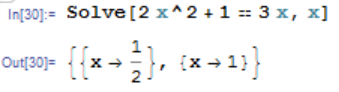 In[30]:= Solve[2 x^2 + 1 == 3 x, x]
Out[30]= {{x → 1/2}, {x → 1}}